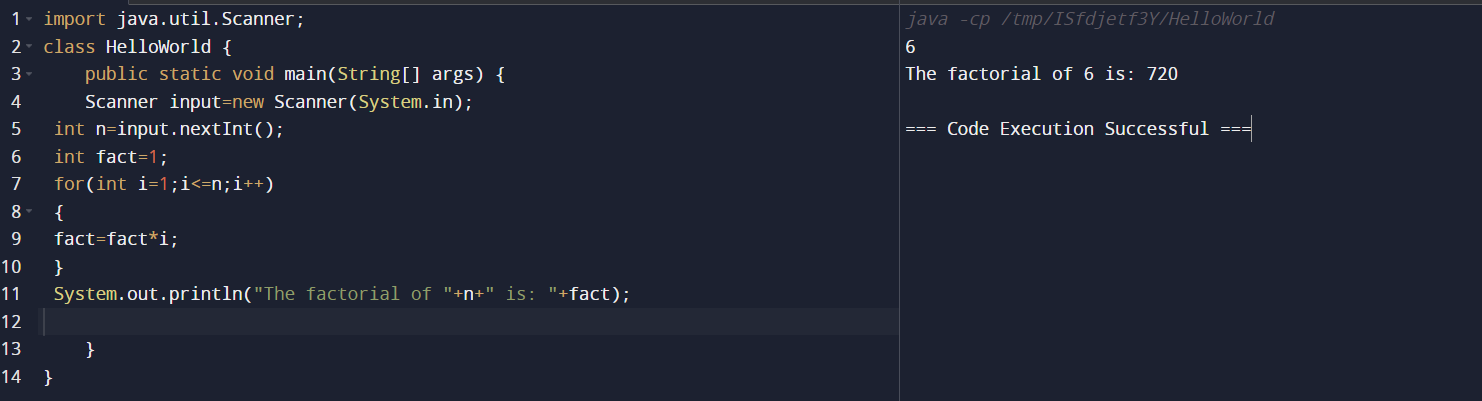 1 import java.util.Scanner;
2 class HelloWorld {
3 public static void main(String[] args) {
4 Scanner input=new Scanner(System.in);
5 int n=input.nextInt();
6 int fact=1;
7 for(int i=1;i<=n;i++)
8 {
9 fact=fact*i;
10 }
11 System.out.println("The factorial of "+n+" is: "+fact);
12
13 }
14 }
java -cp /tmp/ISfdjetf3Y/HelloWorld
6
The factorial of 6 is: 720
=== Code Execution Successful ===